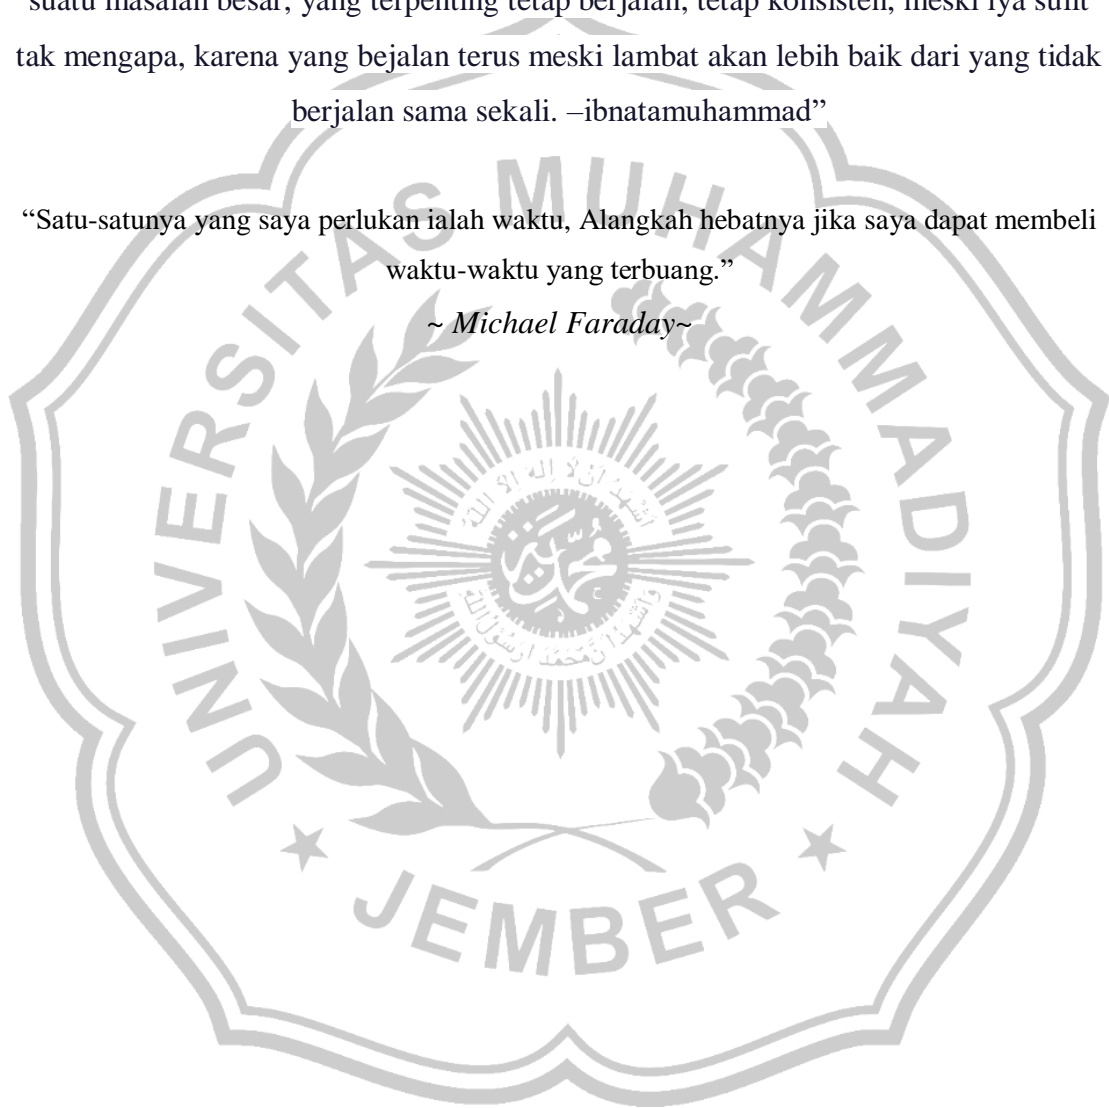 suatu masalah besar, yang terpenting tetap berjalan, tetap konsisten, meski iya sulit
tak mengapa, karena yang bejalan terus meski lambat akan lebih baik dari yang tidak
berjalan sama sekali. –ibnatamuhammad”
“Satu-satunya yang saya perlukan ialah waktu, Alangkah hebatnya jika saya dapat membeli
waktu-waktu yang terbuang.”
~ Michael Faraday~
UNIVERSITAS MUHAMMADIYAH
JEMBER